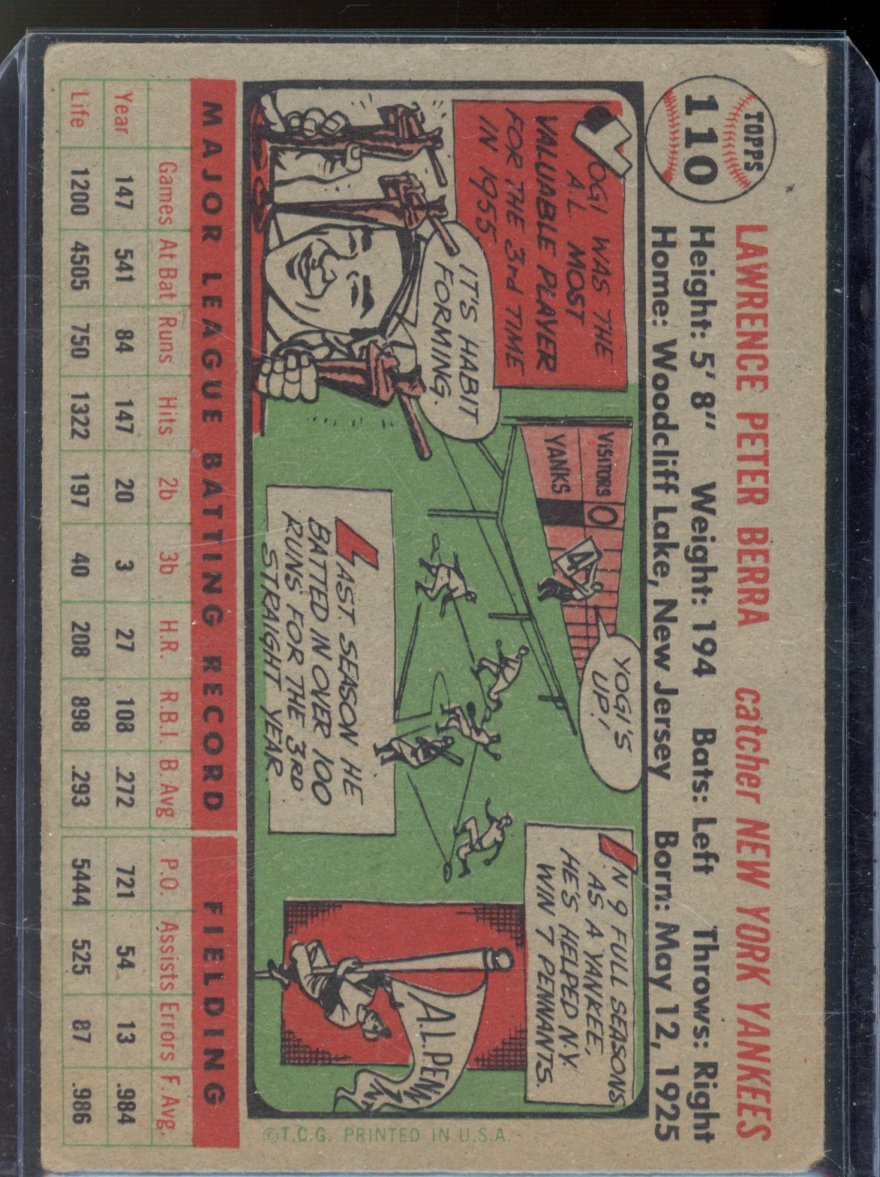 TOPPS
110
LAWRENCE PETER BERRA catcher NEW YORK YANKEES
Height: 5' 8" Weight: 194 Bats: Left Throws: Right
Home: Woodcliff Lake, New Jersey Born: May 12, 1925
YOGI WAS THE
A.L. MOST
VALUABLE PLAYER
FOR THE 3rd TIME
IN 1955.
IT'S HABIT
FORMING.
VISITORS 0
YANKS
4
YOGI'S
UP!
LAST SEASON HE
BATTED IN OVER 100
RUNS FOR THE 3RD
STRAIGHT YEAR.
IN 9 FULL SEASONS
AS A YANKEE,
HE'S HELPED N.Y.
WIN 7 PENNANTS.
A.L. PENN
ANT
MAJOR LEAGUE BATTING RECORD FIELDING
Games At Bat Runs Hits 2b 3b H.R. R.B.I. B. Avg P.O. Assists Errors F. Avg.
Year 147 541 84 147 20 3 27 108 .272 721 54 13 .984
Life 1200 4505 750 1322 197 40 208 898 .293 5444 525 87 .986
©T.C.G. PRINTED IN U.S.A.